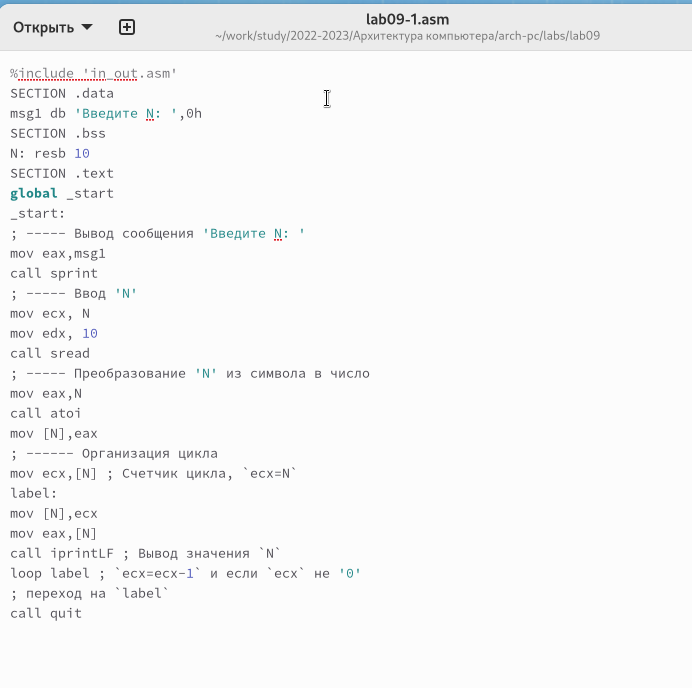 Открыть
lab09-1.asm
~/work/study/2022-2023/Архитектура компьютера/arch-pc/labs/lab09
%include 'in_out.asm'
SECTION .data
msg1 db 'Введите N: ',0h
SECTION .bss
N: resb 10
SECTION .text
global _start
_start:
; ----- Вывод сообщения 'Введите N: '
mov eax,msg1
call sprint
; ----- Ввод 'N'
mov ecx, N
mov edx, 10
call sread
; ----- Преобразование 'N' из символа в число
mov eax,N
call atoi
mov [N],eax
; ------ Организация цикла
mov ecx,[N] ; Счетчик цикла, `ecx=N`
label:
mov [N],ecx
mov eax,[N]
call iprintLF ; Вывод значения `N`
loop label ; `ecx=ecx-1` и если `ecx` не '0'
; переход на `label`
call quit